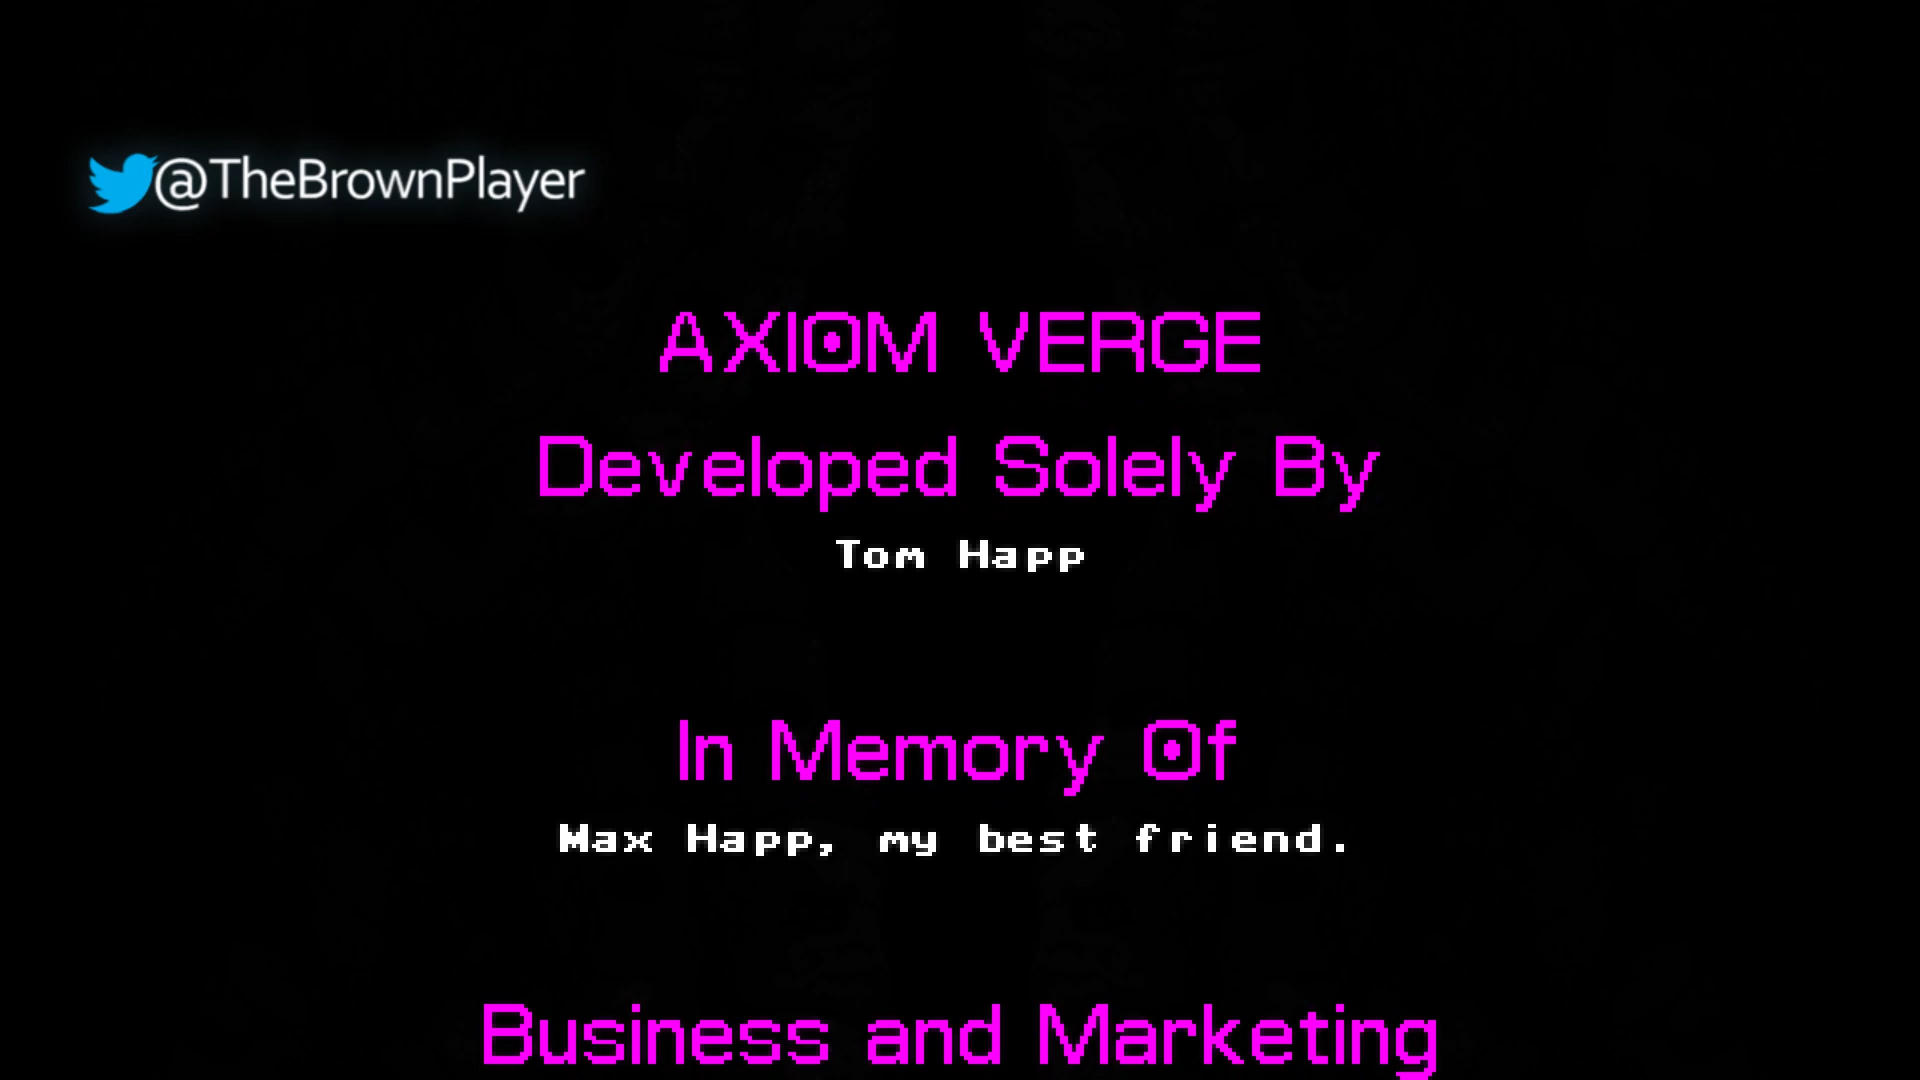 @TheBrownPlayer
AXIOM VERGE
Developed Solely By
Tom Happ
In Memory Of
Max Happ, my best friend.
Business and Marketing